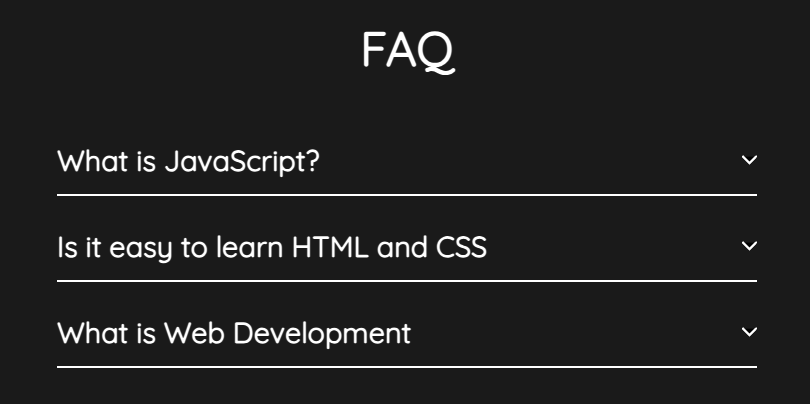 FAQ
What is JavaScript?
Is it easy to learn HTML and CSS
What is Web Development